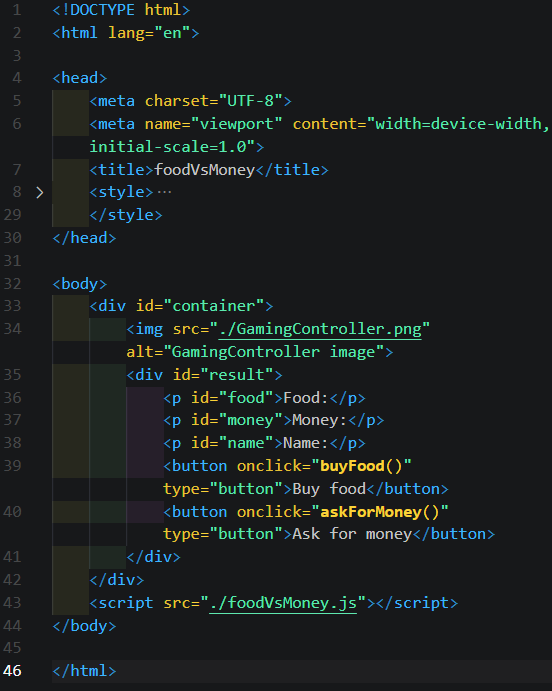 1 <!DOCTYPE html>
2 <html lang="en">
3
4 <head>
5 <meta charset="UTF-8">
6 <meta name="viewport" content="width=device-width,
initial-scale=1.0">
7 <title>foodVsMoney</title>
8 <style>···
29 </style>
30 </head>
31
32 <body>
33 <div id="container">
34 <img src="./GamingController.png"
alt="GamingController image">
35 <div id="result">
36 <p id="food">Food:</p>
37 <p id="money">Money:</p>
38 <p id="name">Name:</p>
39 <button onclick="buyFood()"
type="button">Buy food</button>
40 <button onclick="askForMoney()"
type="button">Ask for money</button>
41 </div>
42 </div>
43 <script src="./foodVsMoney.js"></script>
44 </body>
45
46 </html>